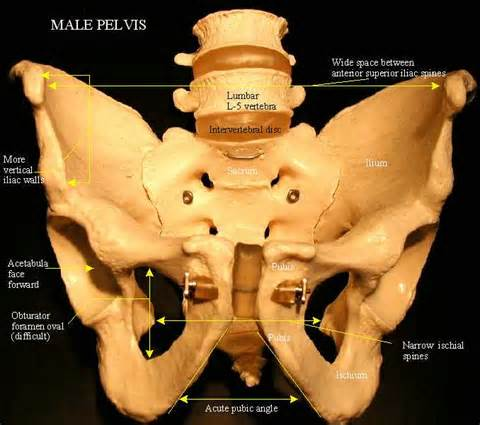 MALE PELVIS
Wide space between
anterior superior iliac spines
Lumbar
L-5 vertebra
Intervertebral disc
More
vertical
iliac walls
Sacrum
Ilium
Acetabula
face
forward
Pubis
Obturator
foramen oval
(difficult)
Pubis
Narrow ischial
spines
Ischium
Acute pubic angle